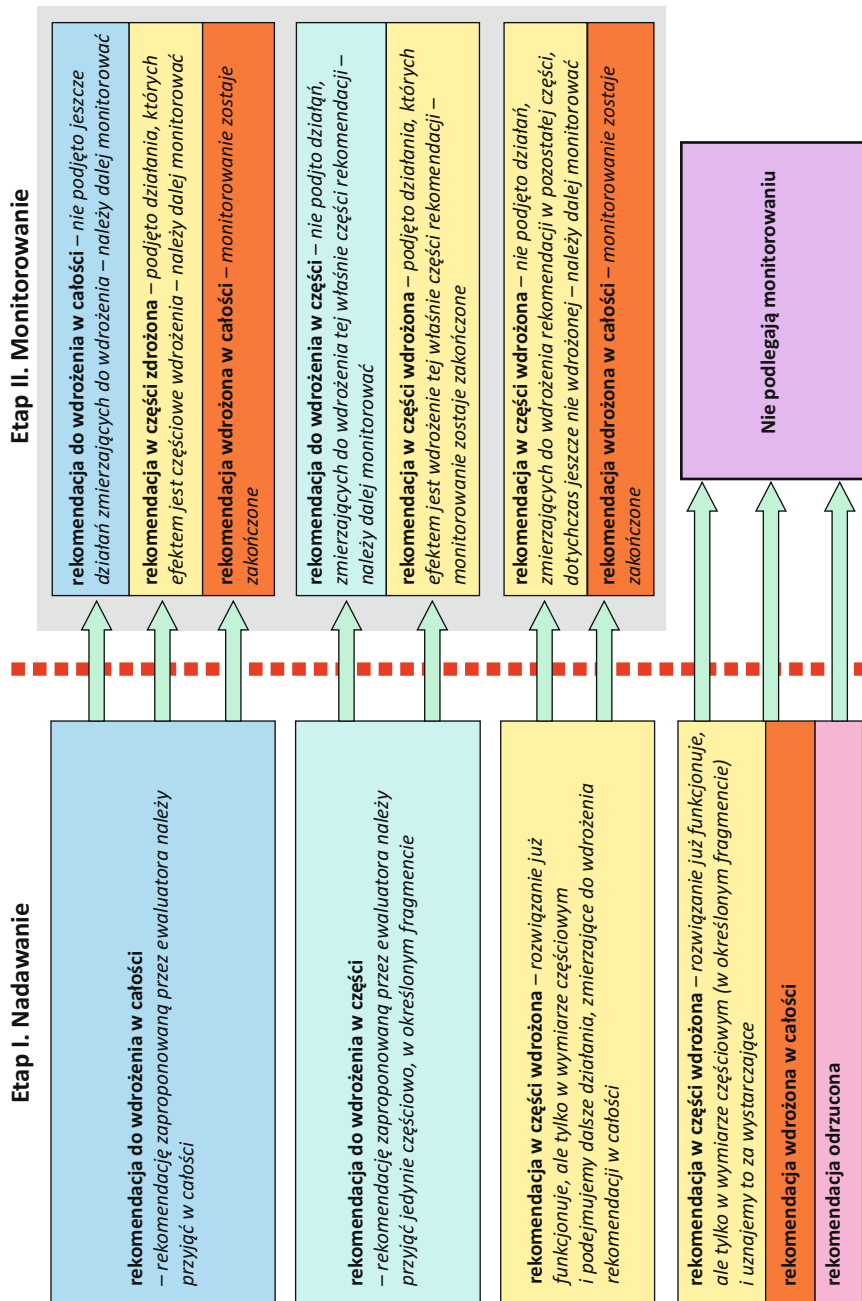 Etap I. Nadawanie
Etap II. Monitorowanie
rekomendacja do wdrożenia w całości
– rekomendację zaproponowaną przez ewaluatora należy
przyjąć w całości
rekomendacja do wdrożenia w całości – nie podjęto jeszcze
działań zmierzających do wdrożenia – należy dalej monitorować
rekomendacja w części zdrożona – podjęto działania, których
efektem jest częściowe wdrożenia – należy dalej monitorować
rekomendacja wdrożona w całości – monitorowanie zostaje
zakończone
rekomendacja do wdrożenia w części
– rekomendację zaproponowaną przez ewaluatora należy
przyjąć jedynie częściowo, w określonym fragmencie
rekomendacja do wdrożenia w części – nie podjto działąń,
zmierzających do wdrożenia tej właśnie części rekomendacji –
należy dalej monitorować
rekomendacja w części wdrożona – podjęto działania, których
efektem jest wdrożenie tej właśnie części rekomendacji –
monitorowanie zostaje zakończone
rekomendacja w części wdrożona – rozwiązanie już
funkcjonuje, ale tylko w wymiarze częściowym
i podejmujemy dalsze działania, zmierzające do wdrożenia
rekomendacji w całości
rekomendacja w części wdrożona – nie podjęto działań,
zmierzających do wdrożenia rekomendacji w pozostałej części,
dotychczas jeszcze nie wdrożonej – należy dalej monitorować
rekomendacja wdrożona w całości – monitorowanie zostaje
zakończone
rekomendacja w części wdrożona – rozwiązanie już funkcjonuje,
ale tylko w wymiarze częściowym (w określonym fragmencie)
i uznajemy to za wystarczające
rekomendacja wdrożona w całości
rekomendacja odrzucona
Nie podlegają monitorowaniu